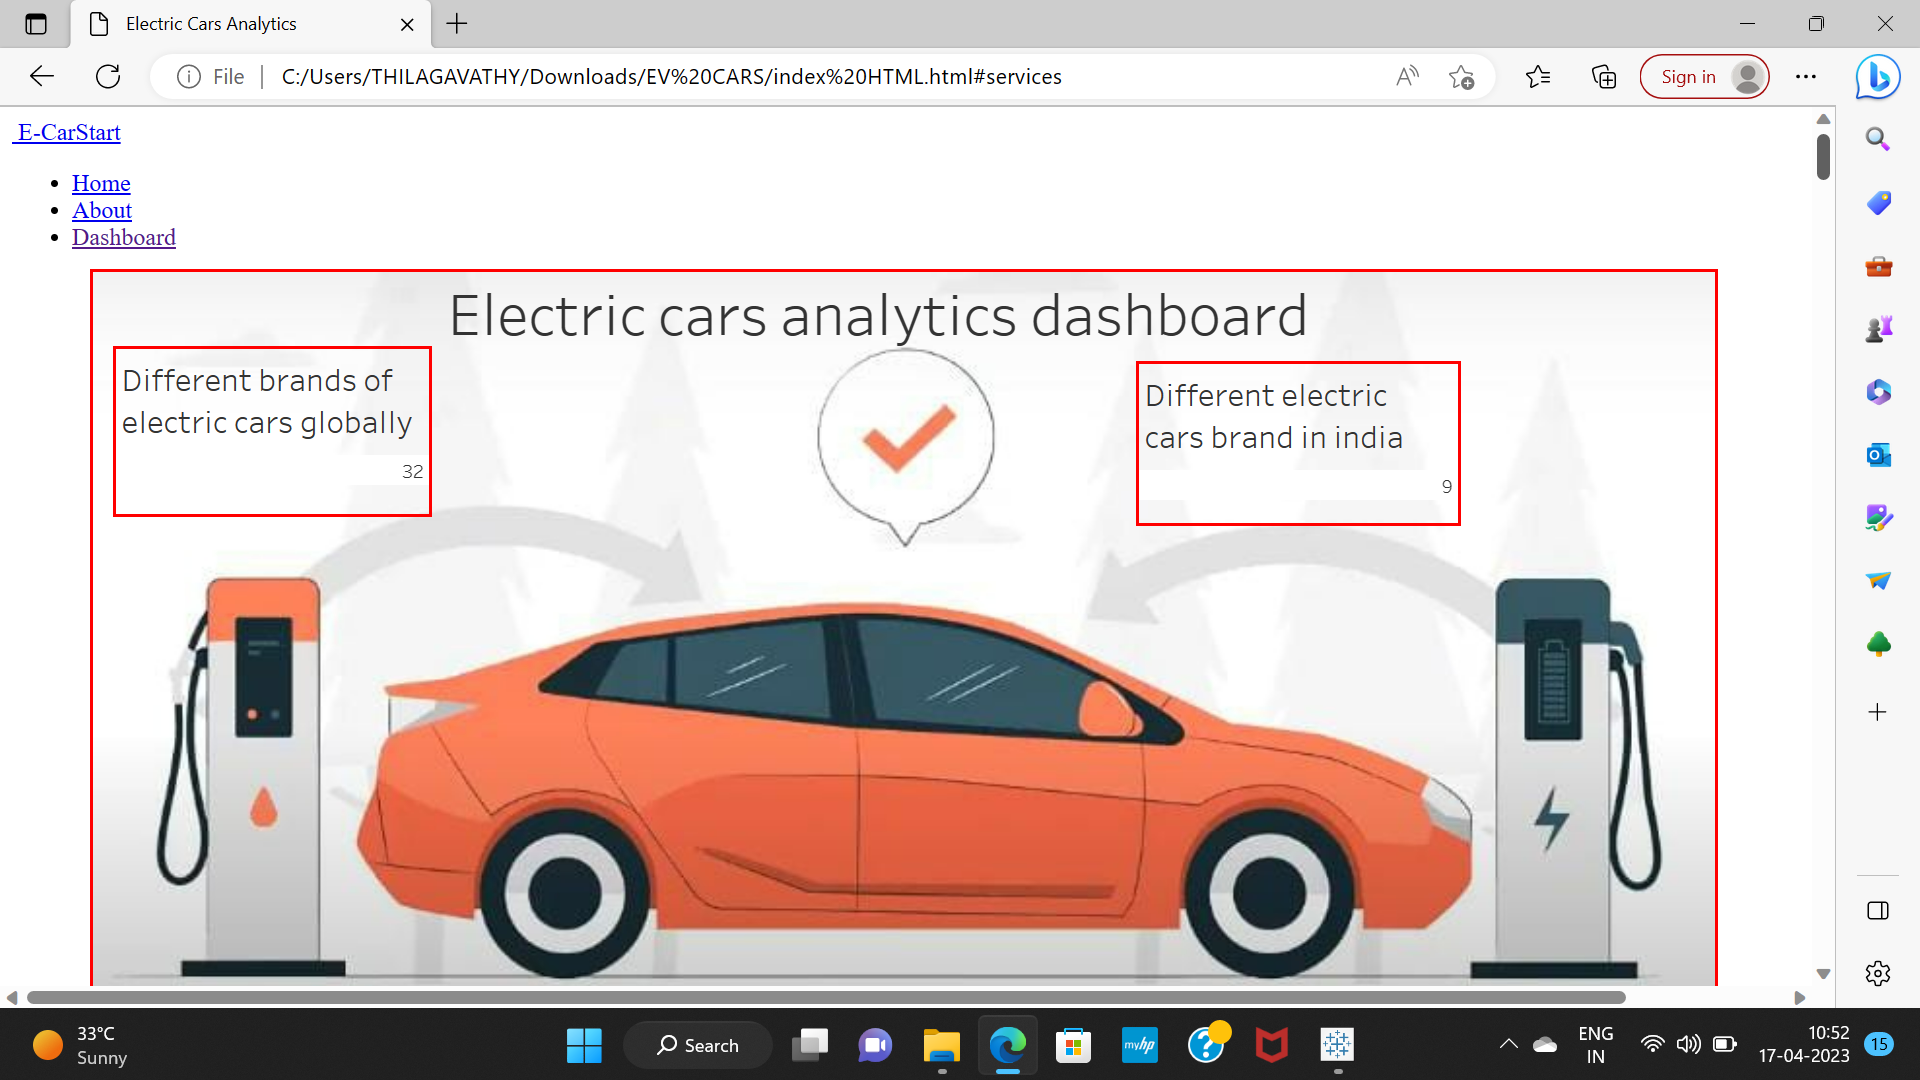 Electric Cars Analytics
File
C:/Users/THILAGAVATHY/Downloads/EV%20CARS/index%20HTML.html#services
Sign in
E-CarStart
Home
About
Dashboard
Electric cars analytics dashboard
Different brands of
electric cars globally
32
Different electric
cars brand in india
9
33°C
Sunny
Search
myhp
ENG
IN
10:52
17-04-2023
15